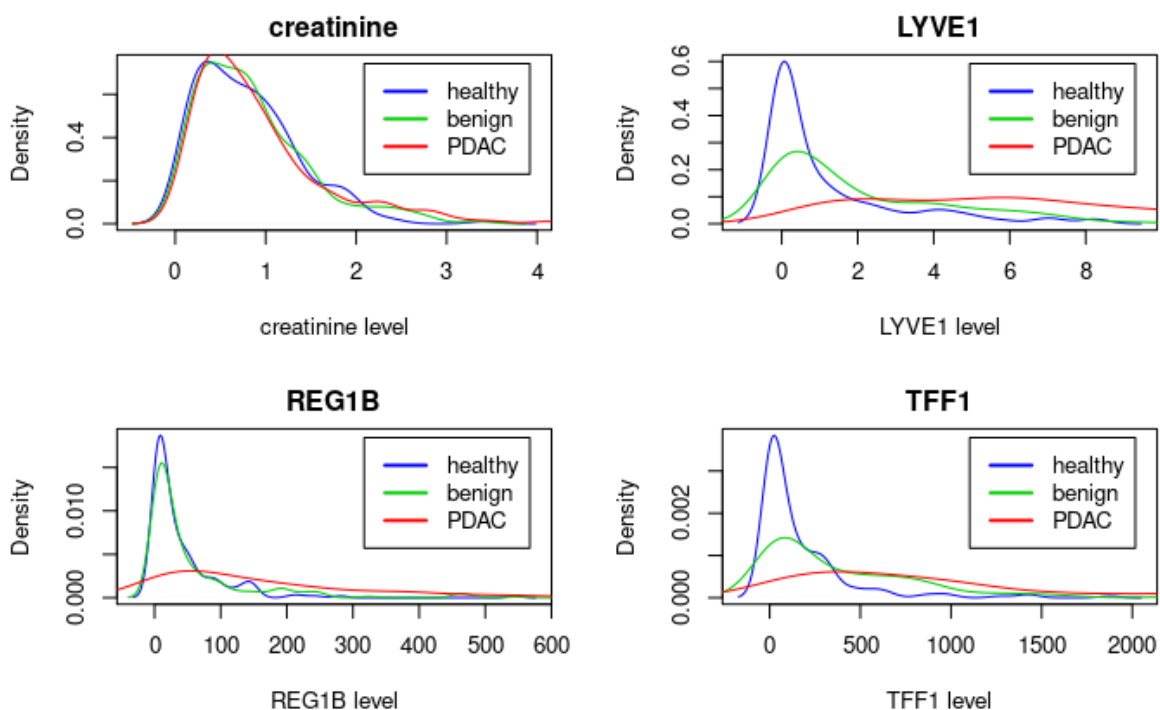 creatinine
Density
0.0
0.4
healthy
benign
PDAC
0 1 2 3 4
creatinine level
LYVE1
Density
0.0
0.2
0.4
0.6
healthy
benign
PDAC
0 2 4 6 8
LYVE1 level
REG1B
Density
0.000
0.010
healthy
benign
PDAC
0 100 200 300 400 500 600
REG1B level
TFF1
Density
0.000
0.002
healthy
benign
PDAC
0 500 1000 1500 2000
TFF1 level